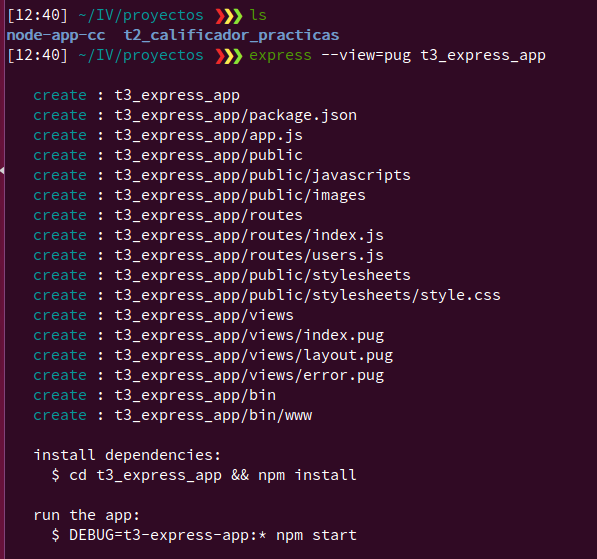 [12:40] ~/IV/proyectos ❯❯❯ ls
node-app-cc  t2_calificador_practicas
[12:40] ~/IV/proyectos ❯❯❯ express --view=pug t3_express_app
create : t3_express_app
create : t3_express_app/package.json
create : t3_express_app/app.js
create : t3_express_app/public
create : t3_express_app/public/javascripts
create : t3_express_app/public/images
create : t3_express_app/routes
create : t3_express_app/routes/index.js
create : t3_express_app/routes/users.js
create : t3_express_app/public/stylesheets
create : t3_express_app/public/stylesheets/style.css
create : t3_express_app/views
create : t3_express_app/views/index.pug
create : t3_express_app/views/layout.pug
create : t3_express_app/views/error.pug
create : t3_express_app/bin
create : t3_express_app/bin/www
install dependencies:
$ cd t3_express_app && npm install
run the app:
$ DEBUG=t3-express-app:* npm start